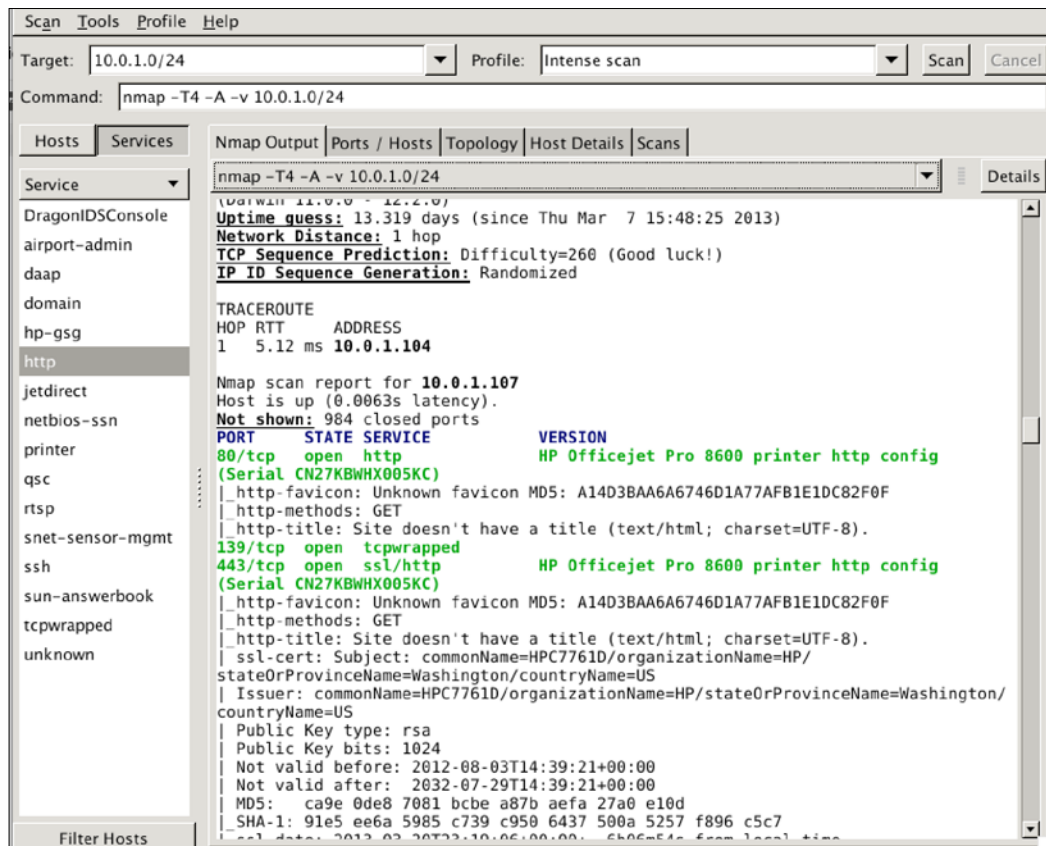 Scan Tools Profile Help
Target: 10.0.1.0/24 Profile: Intense scan Scan Cancel
Command: nmap -T4 -A -v 10.0.1.0/24
Hosts Services
Service
DragonIDSConsole
airport-admin
daap
domain
hp-gsg
http
jetdirect
netbios-ssn
printer
qsc
rtsp
snet-sensor-mgmt
ssh
sun-answerbook
tcpwrapped
unknown
Filter Hosts
Nmap Output Ports / Hosts Topology Host Details Scans
nmap -T4 -A -v 10.0.1.0/24 Details
(Darwin 11.0.0 - 12.2.0)
Uptime guess: 13.319 days (since Thu Mar 7 15:48:25 2013)
Network Distance: 1 hop
TCP Sequence Prediction: Difficulty=260 (Good luck!)
IP ID Sequence Generation: Randomized
TRACEROUTE
HOP RTT ADDRESS
1 5.12 ms 10.0.1.104
Nmap scan report for 10.0.1.107
Host is up (0.0063s latency).
Not shown: 984 closed ports
PORT STATE SERVICE VERSION
80/tcp open http HP Officejet Pro 8600 printer http config
(Serial CN27KBWHX005KC)
|_http-favicon: Unknown favicon MD5: A14D3BAA6A6746D1A77AFB1E1DC82F0F
|_http-methods: GET
|_http-title: Site doesn't have a title (text/html; charset=UTF-8).
139/tcp open tcpwrapped
443/tcp open ssl/http HP Officejet Pro 8600 printer http config
(Serial CN27KBWHX005KC)
|_http-favicon: Unknown favicon MD5: A14D3BAA6A6746D1A77AFB1E1DC82F0F
|_http-methods: GET
|_http-title: Site doesn't have a title (text/html; charset=UTF-8).
| ssl-cert: Subject: commonName=HPC7761D/organizationName=HP/
stateOrProvinceName=Washington/countryName=US
| Issuer: commonName=HPC7761D/organizationName=HP/stateOrProvinceName=Washington/
countryName=US
| Public Key type: rsa
| Public Key bits: 1024
| Not valid before: 2012-08-03T14:39:21+00:00
| Not valid after: 2032-07-29T14:39:21+00:00
| MD5: ca9e 0de8 7081 bcbe a87b aefa 27a0 e10d
|_SHA-1: 91e5 ee6a 5985 c739 c950 6437 500a 5257 f896 c5c7